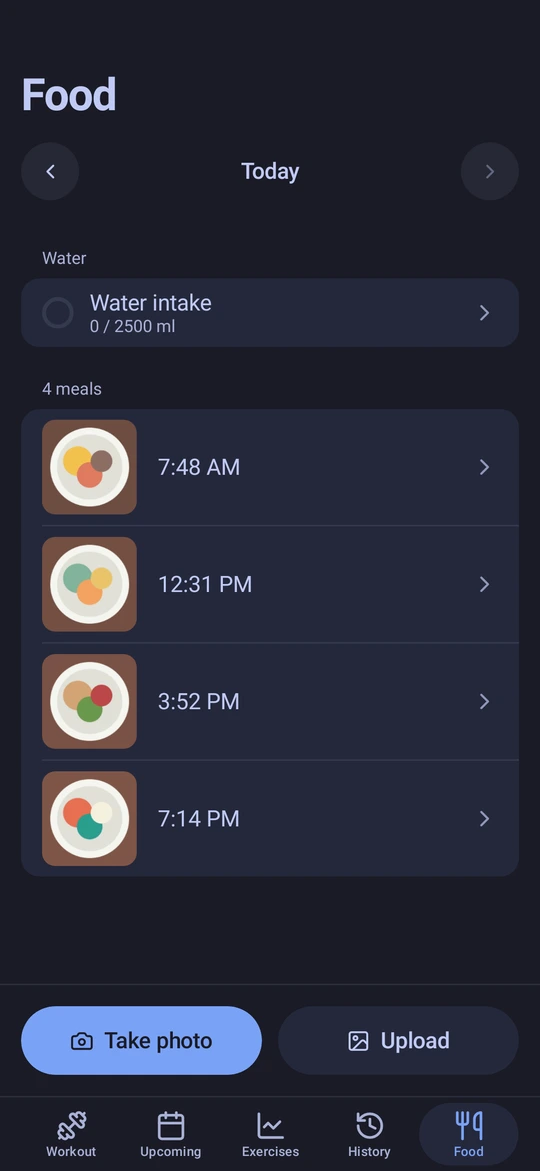 Food
Today
Water
Water intake
0 / 2500 ml
4 meals
7:48 AM
12:31 PM
3:52 PM
7:14 PM
Take photo
Upload
Workout
Upcoming
Exercises
History
Food